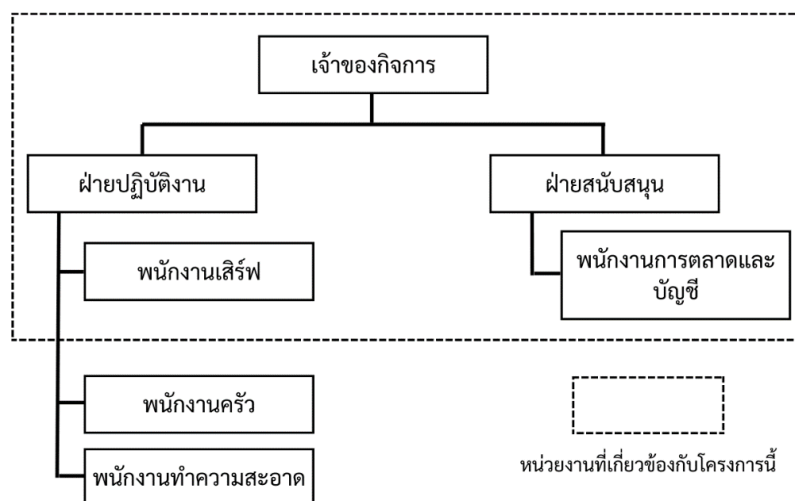 เจ้าของกิจการ
ฝ่ายปฏิบัติงาน
ฝ่ายสนับสนุน
พนักงานเสิร์ฟ
พนักงานการตลาดและ
บัญชี
พนักงานครัว
พนักงานทำความสะอาด
หน่วยงานที่เกี่ยวข้องกับโครงการนี้